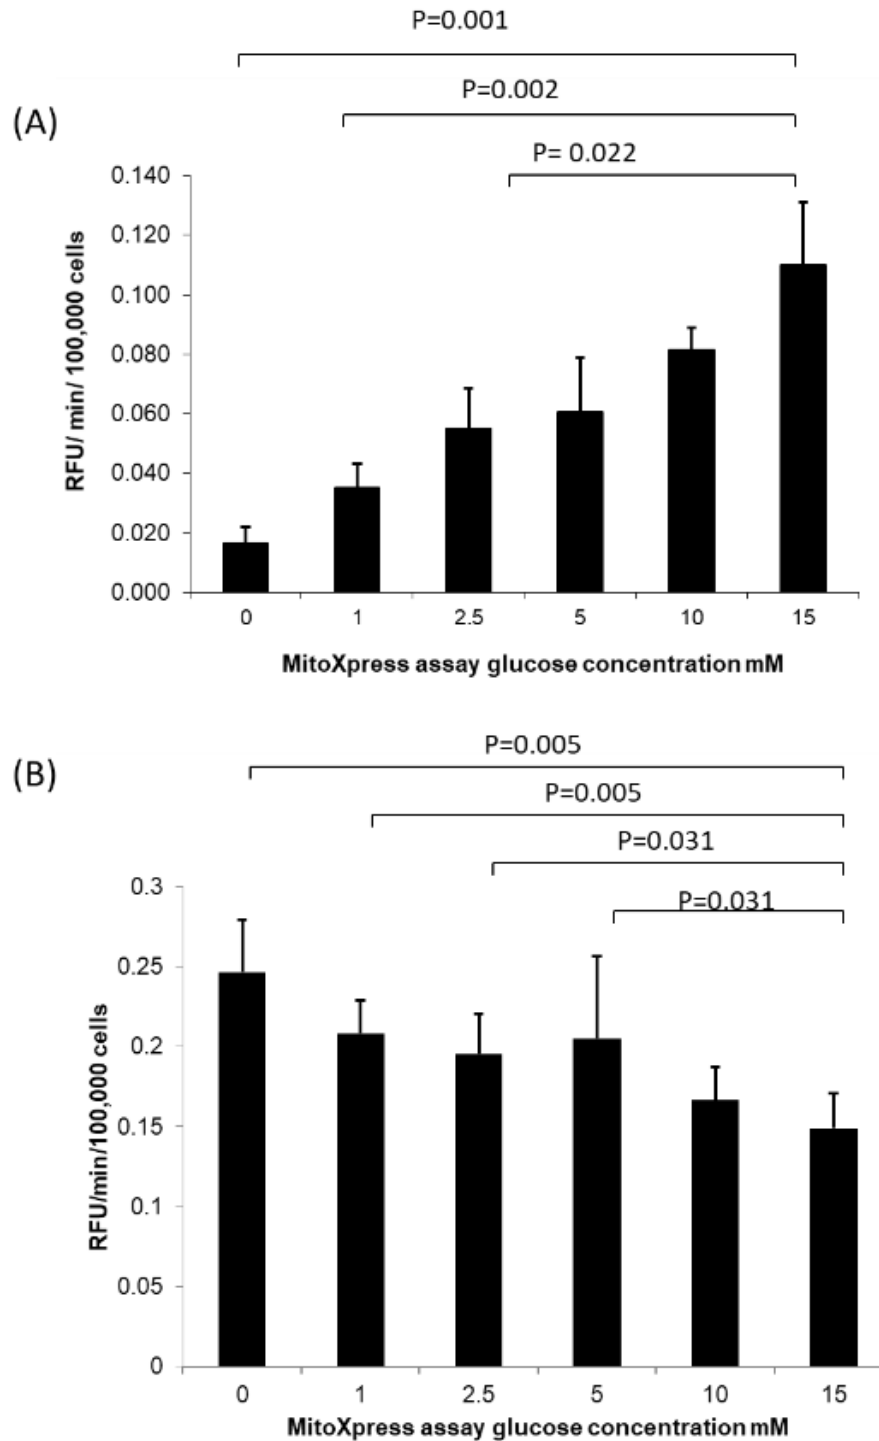 P=0.001
P=0.002
(A)
P= 0.022
0.140
0.120
0.100
0.080
0.060
0.040
0.020
0.000
RFU/ min/ 100,000 cells
0 1 2.5 5 10 15
MitoXpress assay glucose concentration mM
P=0.005
(B)
P=0.005
P=0.031
P=0.031
0.3
0.25
0.2
0.15
0.1
0.05
0
RFU/min/100,000 cells
0 1 2.5 5 10 15
MitoXpress assay glucose concentration mM